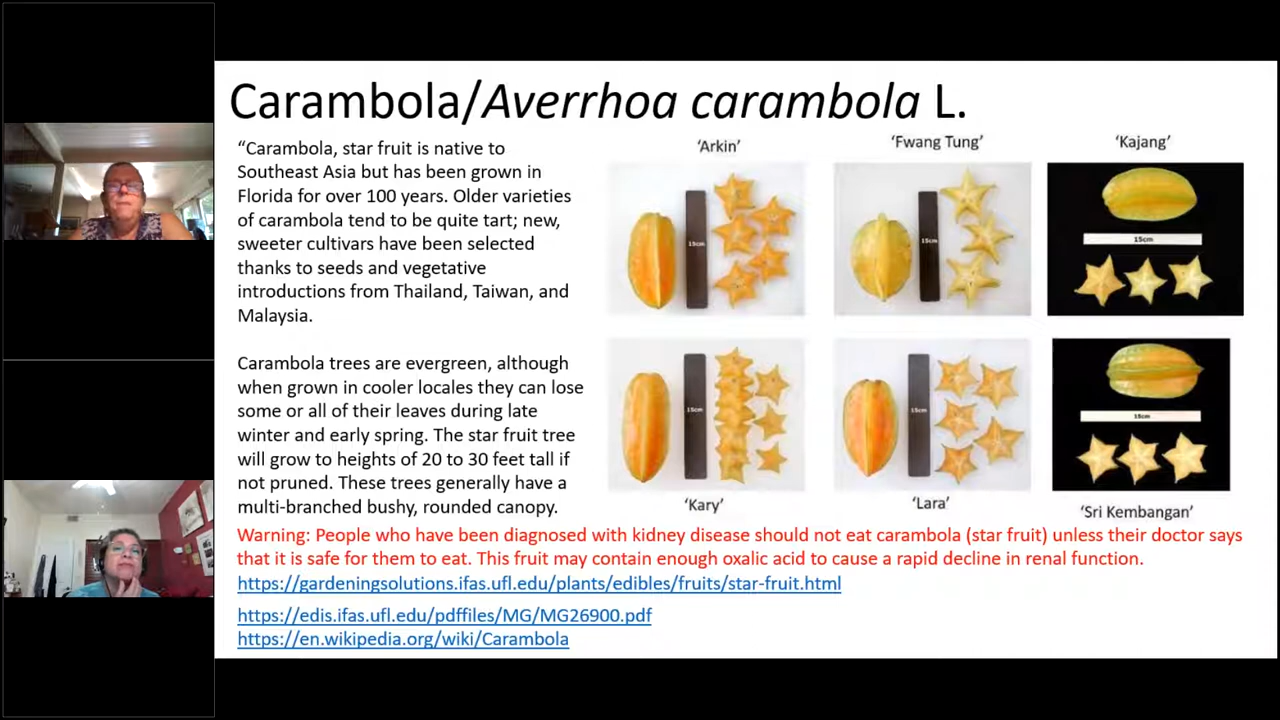 Carambola/Averrhoa carambola L.
“Carambola, star fruit is native to
Southeast Asia but has been grown in
Florida for over 100 years. Older varieties
of carambola tend to be quite tart; new,
sweeter cultivars have been selected
thanks to seeds and vegetative
introductions from Thailand, Taiwan, and
Malaysia.
Carambola trees are evergreen, although
when grown in cooler locales they can lose
some or all of their leaves during late
winter and early spring. The star fruit tree
will grow to heights of 20 to 30 feet tall if
not pruned. These trees generally have a
multi-branched bushy, rounded canopy.
‘Arkin’
‘Fwang Tung’
‘Kajang’
15cm
15cm
15cm
15cm
15cm
15cm
‘Kary’
‘Lara’
‘Sri Kembangan’
Warning: People who have been diagnosed with kidney disease should not eat carambola (star fruit) unless their doctor says
that it is safe for them to eat. This fruit may contain enough oxalic acid to cause a rapid decline in renal function.
https://gardeningsolutions.ifas.ufl.edu/plants/edibles/fruits/star-fruit.html
https://edis.ifas.ufl.edu/pdffiles/MG/MG26900.pdf
https://en.wikipedia.org/wiki/Carambola